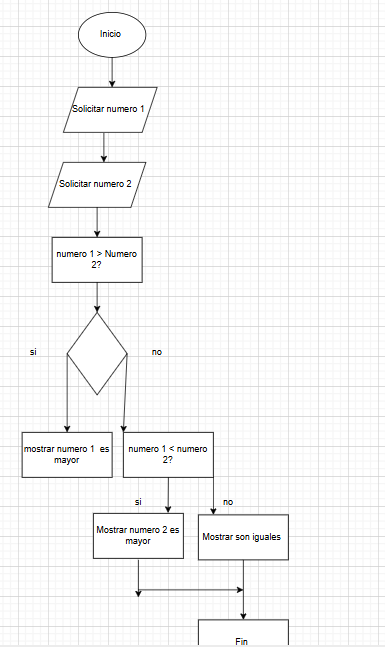 Inicio
Solicitar numero 1
Solicitar numero 2
numero 1 > Numero
2?
si
no
mostrar numero 1 es
mayor
numero 1 < numero
2?
si
no
Mostrar numero 2 es
mayor
Mostrar son iguales
Fin